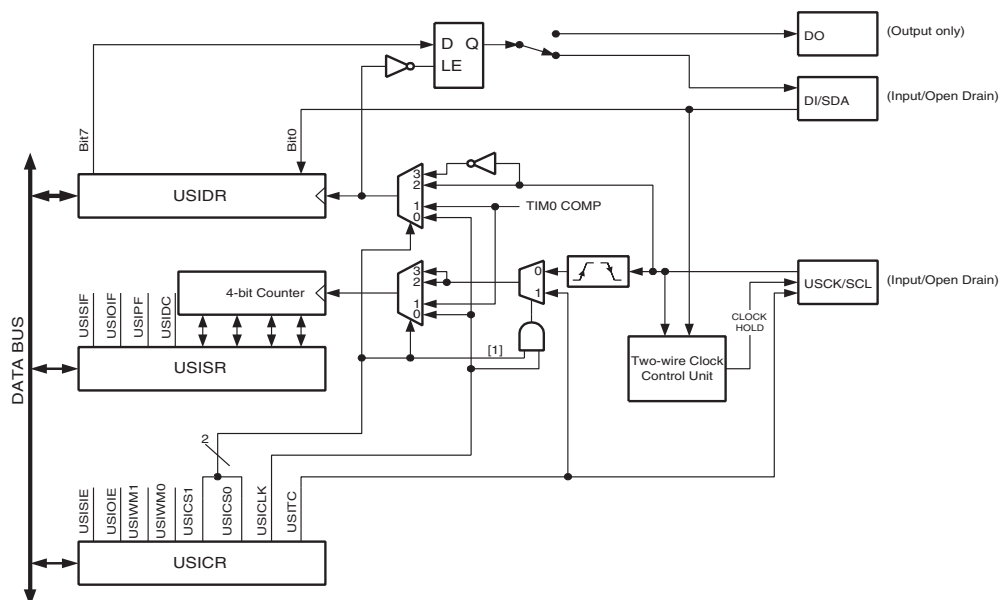 D Q
LE
DO
(Output only)
DI/SDA
(Input/Open Drain)
Bit7
Bit0
USIDR
3
2
1
0
TIM0 COMP
3
2
1
0
0
1
USCK/SCL
(Input/Open Drain)
4-bit Counter
USISIF
USIOIF
USIPF
USIDC
USISR
[1]
CLOCK
HOLD
Two-wire Clock
Control Unit
DATA BUS
2
USISIE
USIOIE
USIWM1
USIWM0
USICS1
USICS0
USICLK
USITC
USICR